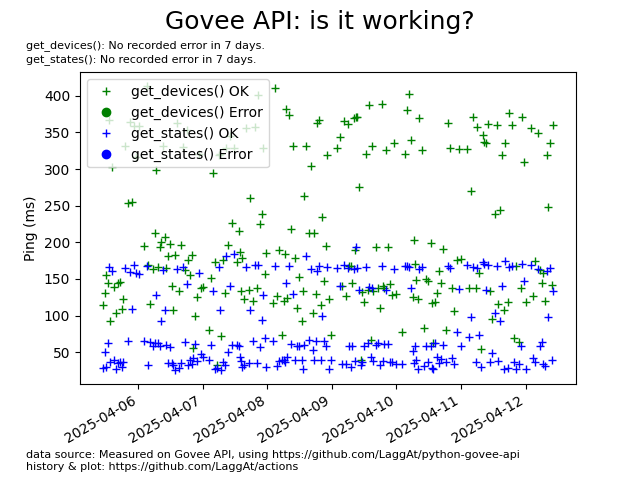 Govee API: is it working?
get_devices(): No recorded error in 7 days.
get_states(): No recorded error in 7 days.
get_devices() OK
get_devices() Error
get_states() OK
get_states() Error
Ping (ms)
400
350
300
250
200
150
100
50
2025-04-06
2025-04-07
2025-04-08
2025-04-09
2025-04-10
2025-04-11
2025-04-12
data source: Measured on Govee API, using https://github.com/LaggAt/python-govee-api
history & plot: https://github.com/LaggAt/actions